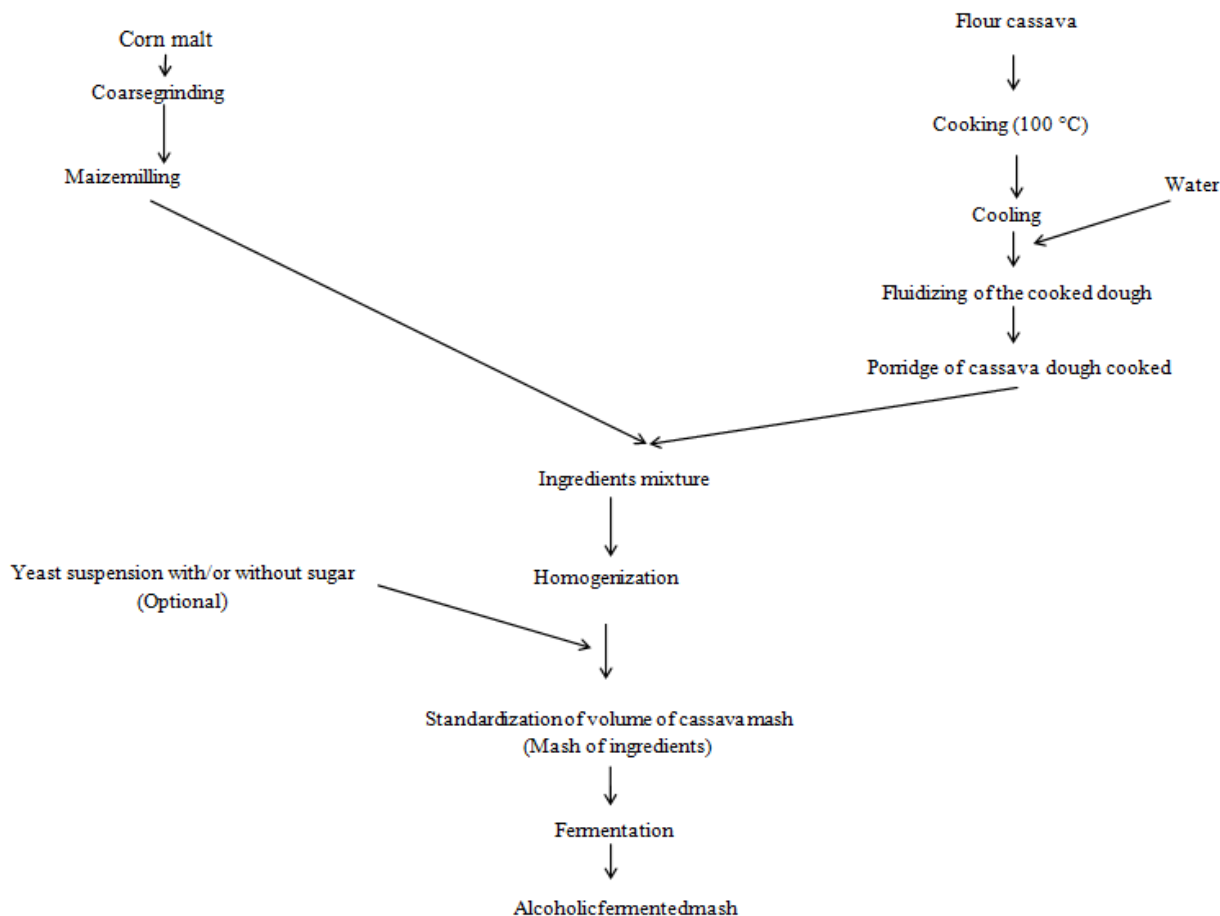 Corn malt
Coarsegrinding
Maizemilling
Flour cassava
Cooking (100 °C)
Cooling
Water
Fluidizing of the cooked dough
Porridge of cassava dough cooked
Ingredients mixture
Homogenization
Yeast suspension with/or without sugar
(Optional)
Standardization of volume of cassava mash
(Mash of ingredients)
Fermentation
Alcoholicfermentedmash